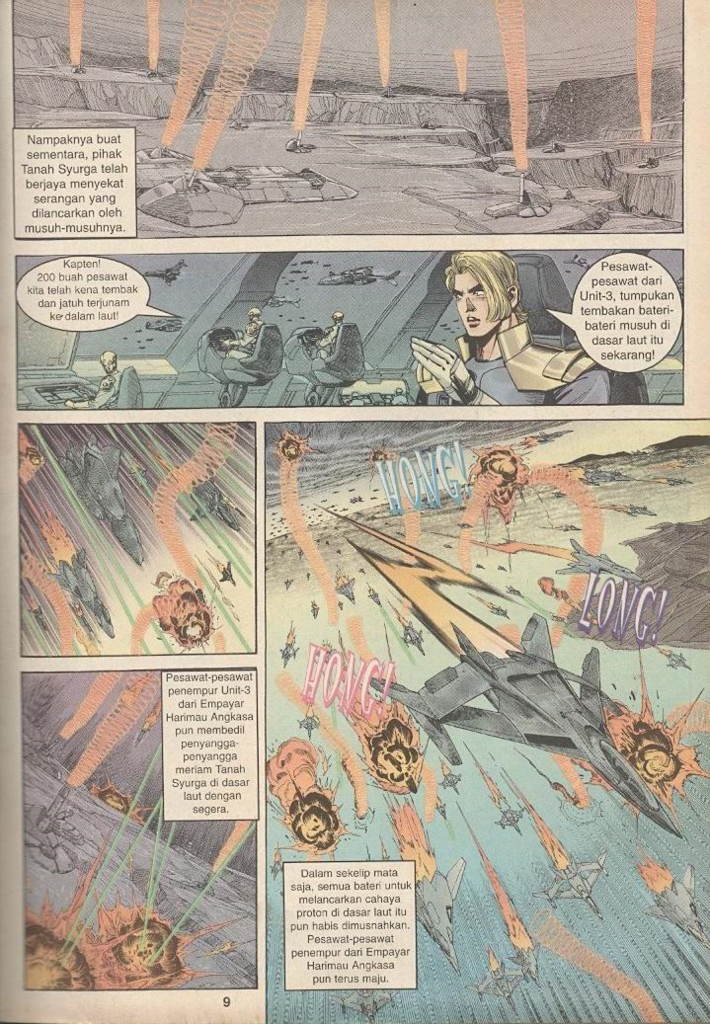 Nampaknya buat
sementara, pihak
Tanah Syurga telah
berjaya menyekat
serangan yang
dilancarkan oleh
musuh-musuhnya.
Kapten!
200 buah pesawat
kita telah kena tembak
dan jatuh terjunam
ke dalam laut!
Pesawat-
pesawat dari
Unit-3, tumpukan
tembakan bateri-
bateri musuh di
dasar laut itu
sekarang!
HONG!
LONG!
HONG!
Pesawat-pesawat
penempur Unit-3
dari Empayar
Harimau Angkasa
pun membedil
penyangga-
penyangga
meriam Tanah
Syurga di dasar
laut dengan
segera.
Dalam sekelip mata
saja, semua bateri untuk
melancarkan cahaya
proton di dasar laut itu
pun habis dimusnahkan.
Pesawat-pesawat
penempur dari Empayar
Harimau Angkasa
pun terus maju.
9